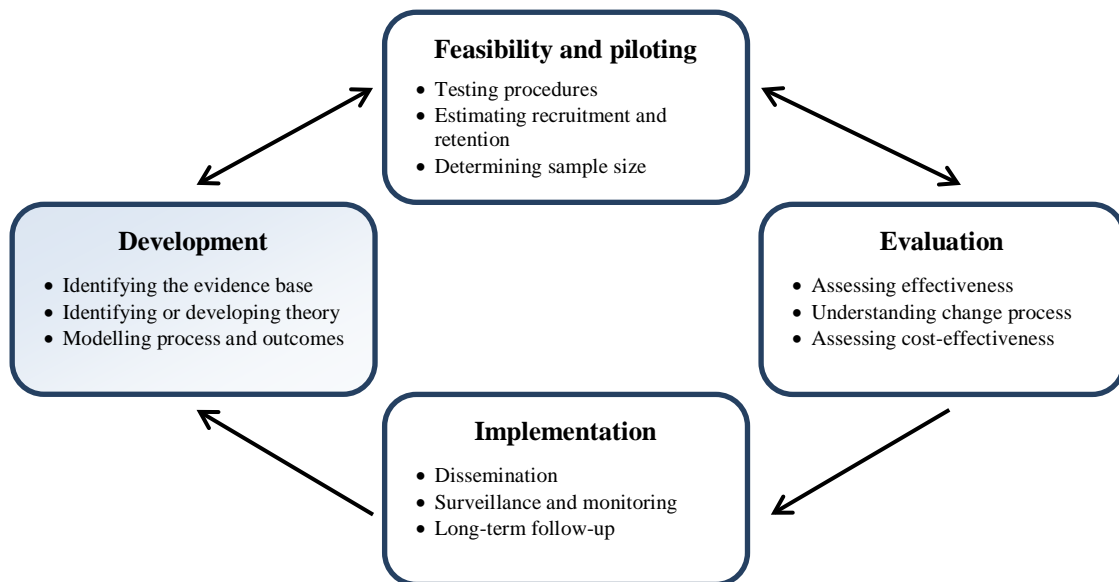 Feasibility and piloting
• Testing procedures
• Estimating recruitment and
retention
• Determining sample size
Development
• Identifying the evidence base
• Identifying or developing theory
• Modelling process and outcomes
Evaluation
• Assessing effectiveness
• Understanding change process
• Assessing cost-effectiveness
Implementation
• Dissemination
• Surveillance and monitoring
• Long-term follow-up